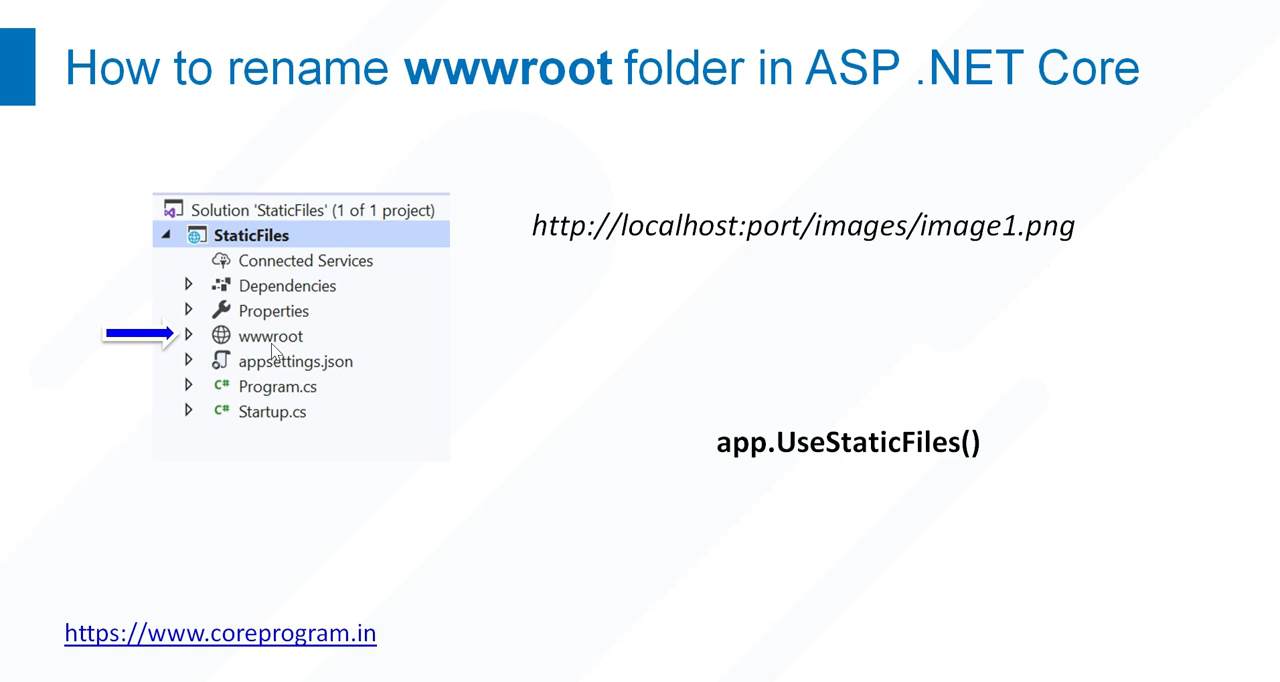 How to rename wwwroot folder in ASP .NET Core
Solution 'StaticFiles' (1 of 1 project)
StaticFiles
Connected Services
Dependencies
Properties
wwwroot
appsettings.json
C# Program.cs
C# Startup.cs
http://localhost:port/images/image1.png
app.UseStaticFiles()
https://www.coreprogram.in